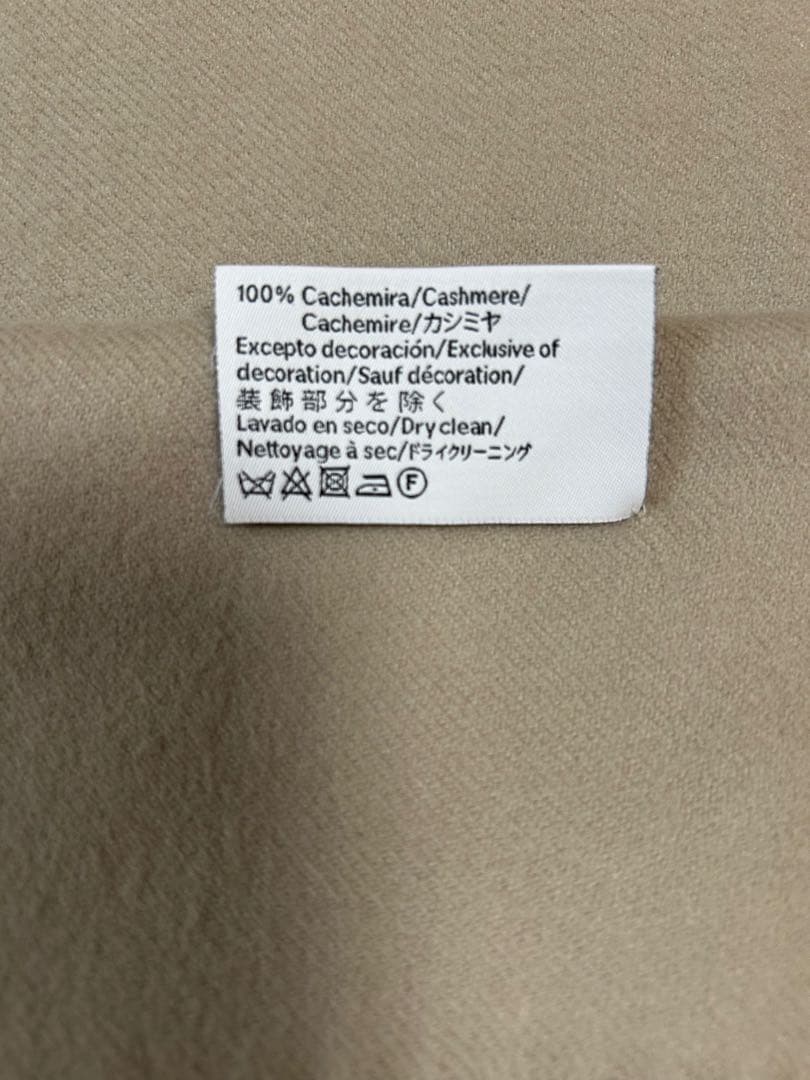 100% Cachemira/Cashmere/
Cachemire/カシミヤ
Excepto decoración/Exclusive of
decoration/Sauf décoration/
装飾部分を除く
Lavado en seco/Dry clean/
Nettoyage à sec/ドライクリーニング
F